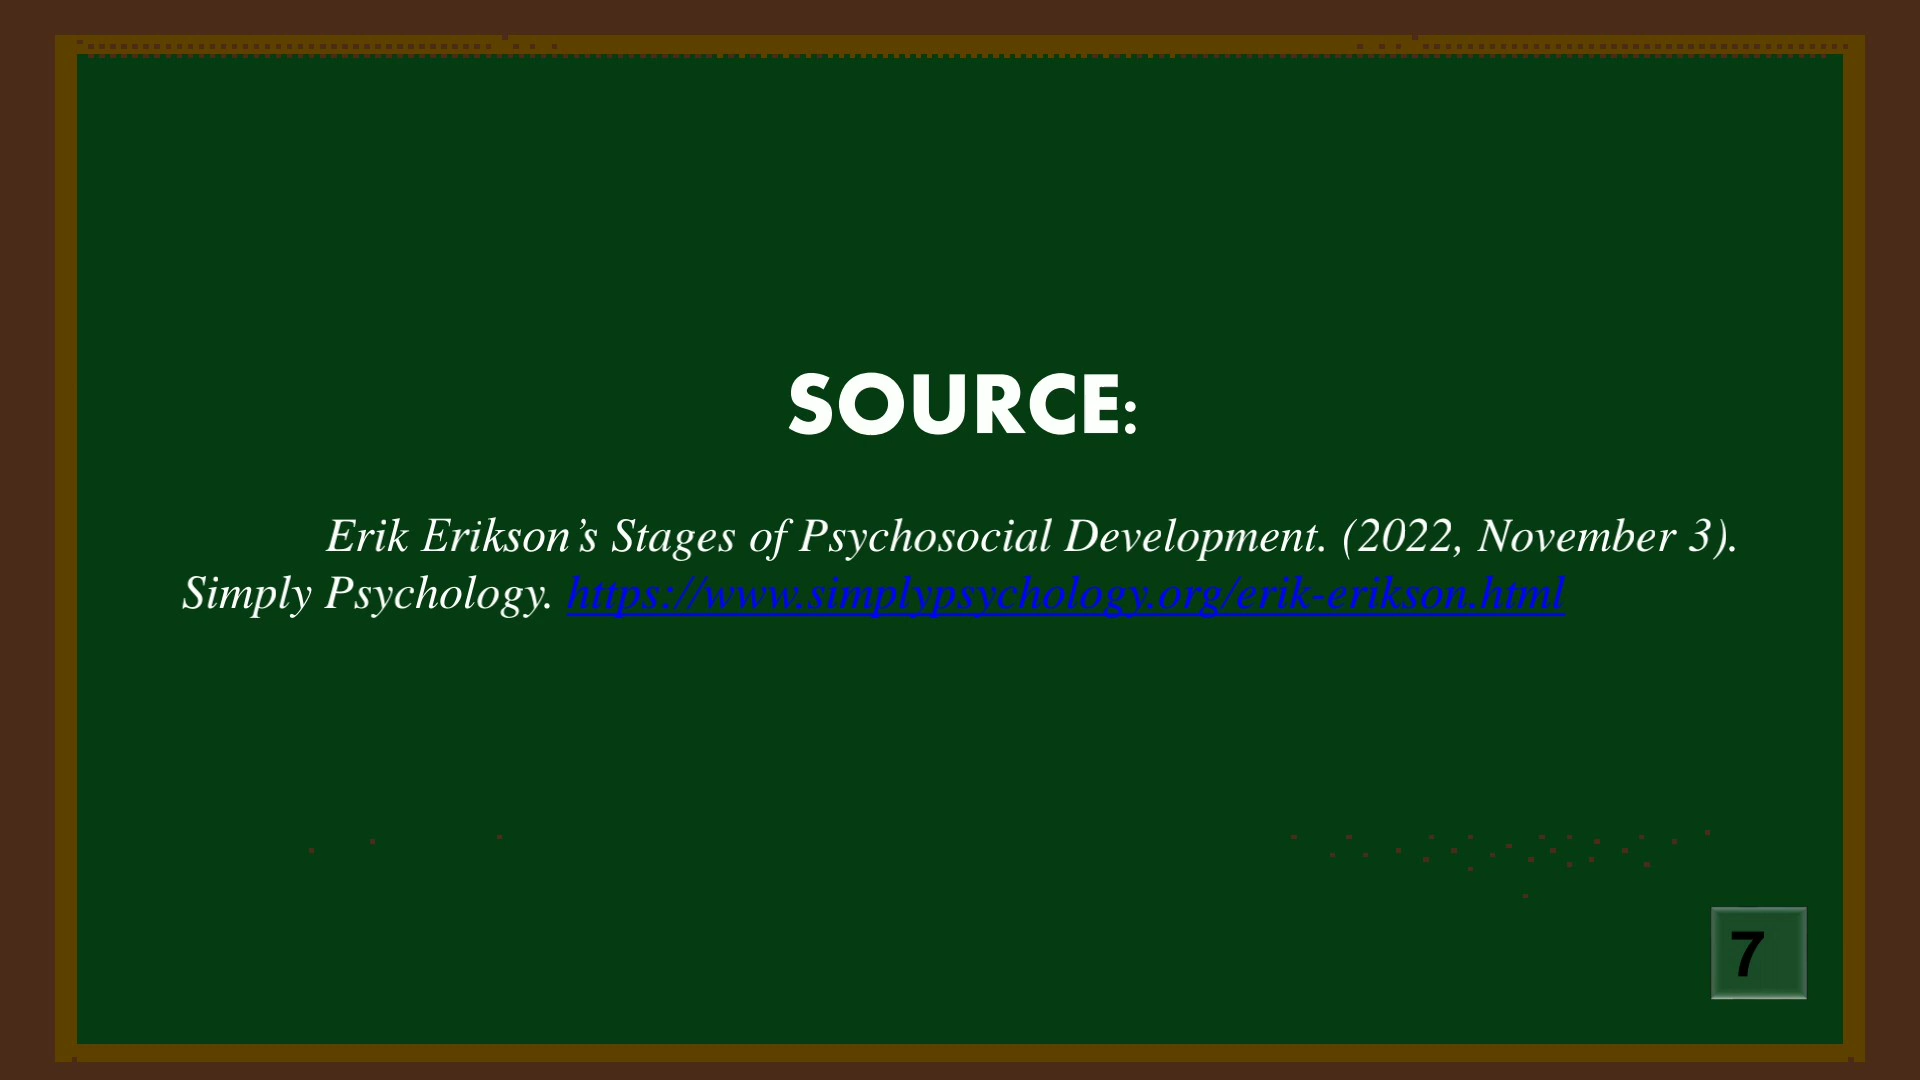 SOURCE:
Erik Erikson’s Stages of Psychosocial Development. (2022, November 3).
Simply Psychology. https://www.simplypsychology.org/erik-erikson.html
7